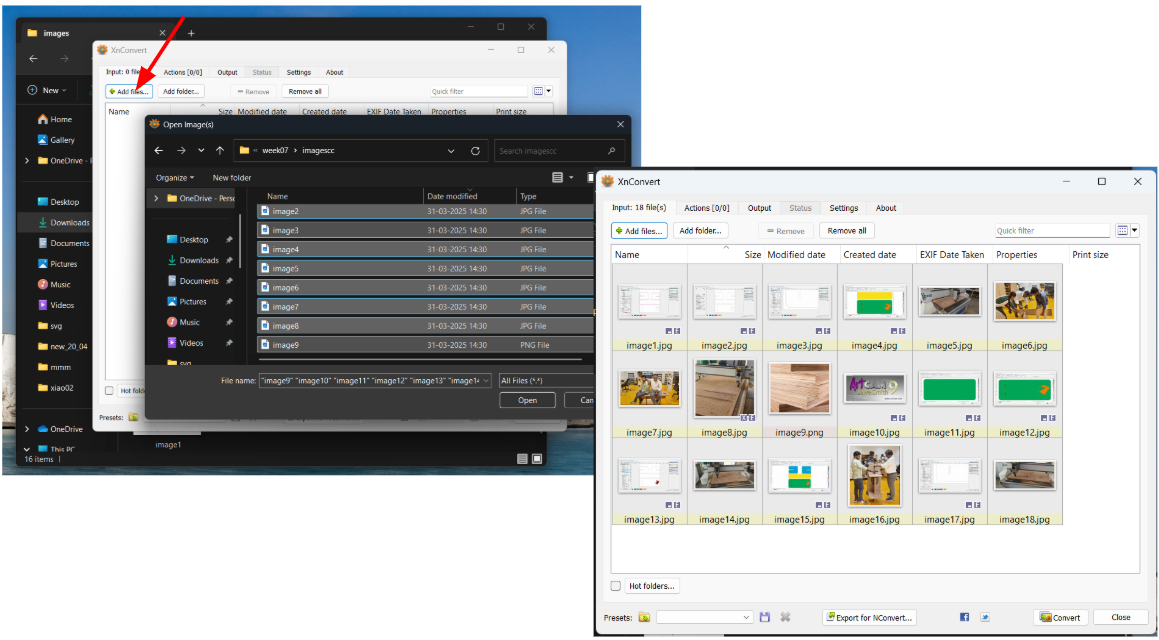 images
New
Home
Gallery
OneDrive - P
Desktop
Downloads
Documents
Pictures
Music
Videos
svg
new_20_04
mmm
xiao02
OneDrive
This PC
16 items
image1
XnConvert
Input: 0 file Actions [0/0] Output Status Settings About
Add files... Add folder... Remove Remove all Quick filter
Name Size Modified date Created date EXIF Date Taken Properties Print size
Hot folde
Presets:
Open Image(s)
« week07 › imagescc
Search imagescc
Organize New folder
OneDrive - Perso
Desktop
Downloads
Documents
Pictures
Music
Videos
svg
Name Date modified Type
image2 31-03-2025 14:30 JPG File
image3 31-03-2025 14:30 JPG File
image4 31-03-2025 14:30 JPG File
image5 31-03-2025 14:30 JPG File
image6 31-03-2025 14:30 JPG File
image7 31-03-2025 14:30 JPG File
image8 31-03-2025 14:30 JPG File
image9 31-03-2025 14:30 PNG File
File name: "image9" "image10" "image11" "image12" "image13" "image14 All Files (*.*)
Open Can
XnConvert
Input: 18 file(s) Actions [0/0] Output Status Settings About
Add files... Add folder... Remove Remove all Quick filter
Name Size Modified date Created date EXIF Date Taken Properties Print size
image1.jpg image2.jpg image3.jpg image4.jpg image5.jpg image6.jpg
image7.jpg image8.jpg image9.png image10.jpg image11.jpg image12.jpg
image13.jpg image14.jpg image15.jpg image16.jpg image17.jpg image18.jpg
Hot folders...
Presets: Export for NConvert... Convert Close